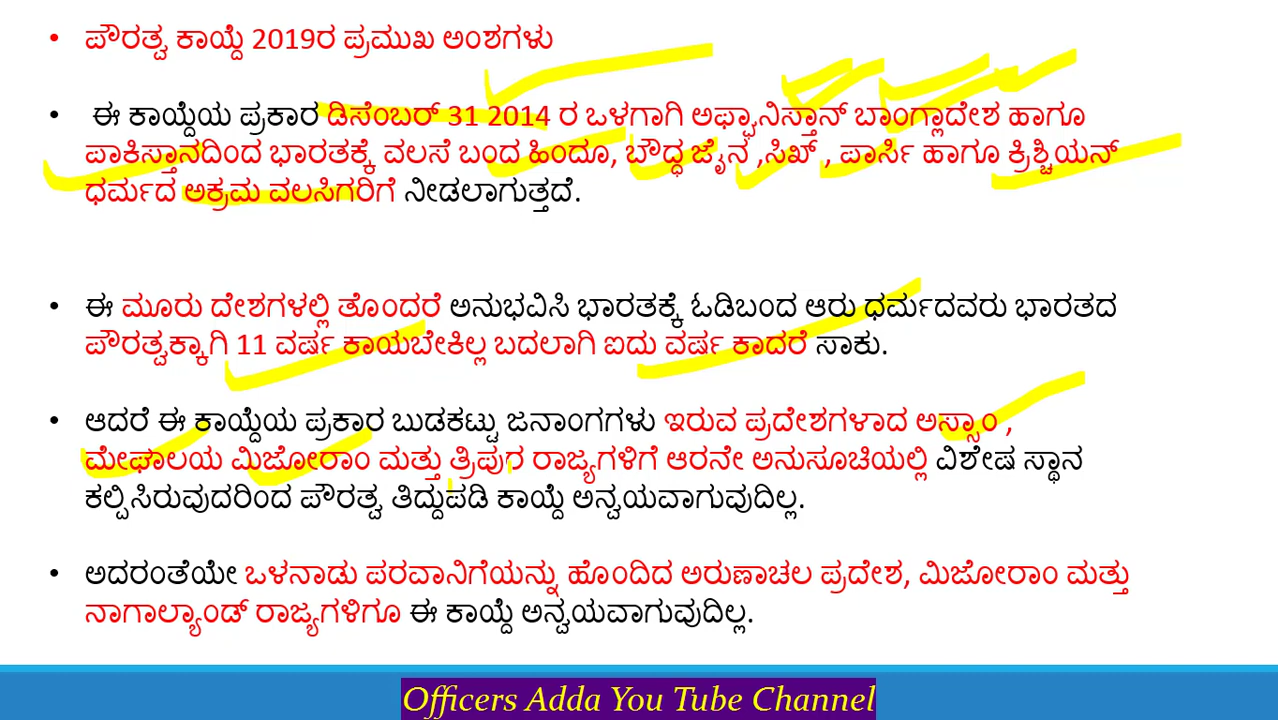 ಪೌರತ್ವ ಕಾಯ್ದೆ 2019ರ ಪ್ರಮುಖ ಅಂಶಗಳು
ಈ ಕಾಯ್ದೆಯ ಪ್ರಕಾರ ಡಿಸೆಂಬರ್ 31 2014 ರ ಒಳಗಾಗಿ ಅಫ್ಘಾನಿಸ್ತಾನ್ ಬಾಂಗ್ಲಾದೇಶ ಹಾಗೂ
ಪಾಕಿಸ್ತಾನದಿಂದ ಭಾರತಕ್ಕೆ ವಲಸೆ ಬಂದ ಹಿಂದೂ, ಬೌದ್ಧ ಜೈನ ,ಸಿಖ್ , ಪಾರ್ಸಿ ಹಾಗೂ ಕ್ರಿಶ್ಚಿಯನ್
ಧರ್ಮದ ಅಕ್ರಮ ವಲಸಿಗರಿಗೆ ನೀಡಲಾಗುತ್ತದೆ.
ಈ ಮೂರು ದೇಶಗಳಲ್ಲಿ ತೊಂದರೆ ಅನುಭವಿಸಿ ಭಾರತಕ್ಕೆ ಓಡಿಬಂದ ಆರು ಧರ್ಮದವರು ಭಾರತದ
ಪೌರತ್ವಕ್ಕಾಗಿ 11 ವರ್ಷ ಕಾಯಬೇಕಿಲ್ಲ ಬದಲಾಗಿ ಐದು ವರ್ಷ ಕಾದರೆ ಸಾಕು.
ಆದರೆ ಈ ಕಾಯ್ದೆಯ ಪ್ರಕಾರ ಬುಡಕಟ್ಟು ಜನಾಂಗಗಳು ಇರುವ ಪ್ರದೇಶಗಳಾದ ಅಸ್ಸಾಂ ,
ಮೇಘಾಲಯ ಮಿಜೋರಾಂ ಮತ್ತು ತ್ರಿಪುರ ರಾಜ್ಯಗಳಿಗೆ ಆರನೇ ಅನುಸೂಚಿಯಲ್ಲಿ ವಿಶೇಷ ಸ್ಥಾನ
ಕಲ್ಪಿಸಿರುವುದರಿಂದ ಪೌರತ್ವ ತಿದ್ದುಪಡಿ ಕಾಯ್ದೆ ಅನ್ವಯವಾಗುವುದಿಲ್ಲ.
ಅದರಂತೆಯೇ ಒಳನಾಡು ಪರವಾನಿಗೆಯನ್ನು ಹೊಂದಿದ ಅರುಣಾಚಲ ಪ್ರದೇಶ, ಮಿಜೋರಾಂ ಮತ್ತು
ನಾಗಾಲ್ಯಾಂಡ್ ರಾಜ್ಯಗಳಿಗೂ ಈ ಕಾಯ್ದೆ ಅನ್ವಯವಾಗುವುದಿಲ್ಲ.
Officers Adda You Tube Channel